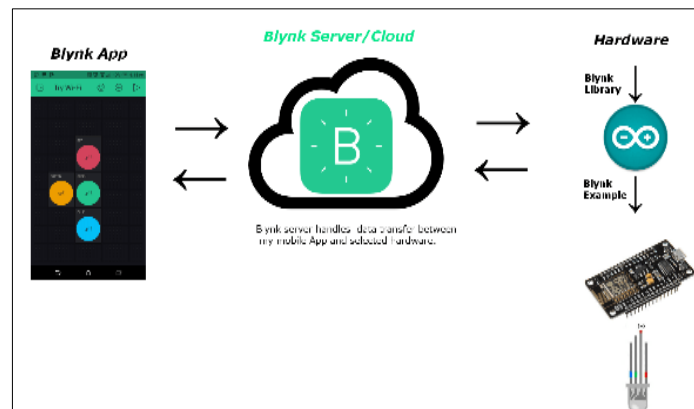 Blynk App
Blynk Server/Cloud
B
Blynk server handles data transfer between
my mobile App and selected hardware.
Hardware
Blynk
Library
Blynk
Example